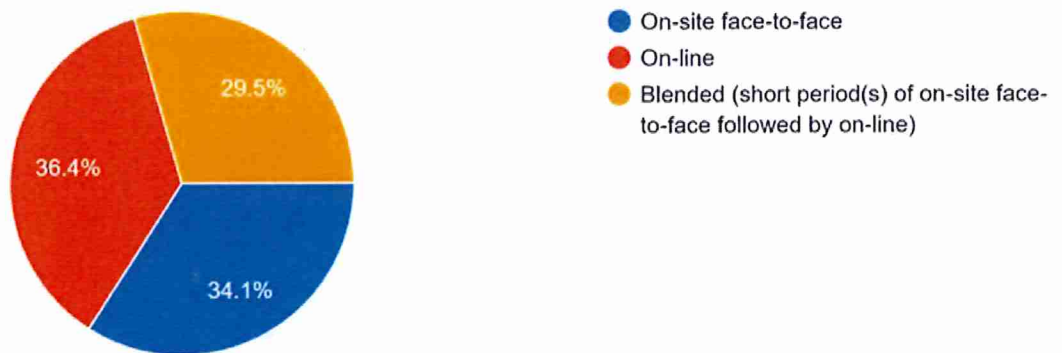 On-site face-to-face
On-line
Blended (short period(s) of on-site face-
to-face followed by on-line)
29.5%
36.4%
34.1%